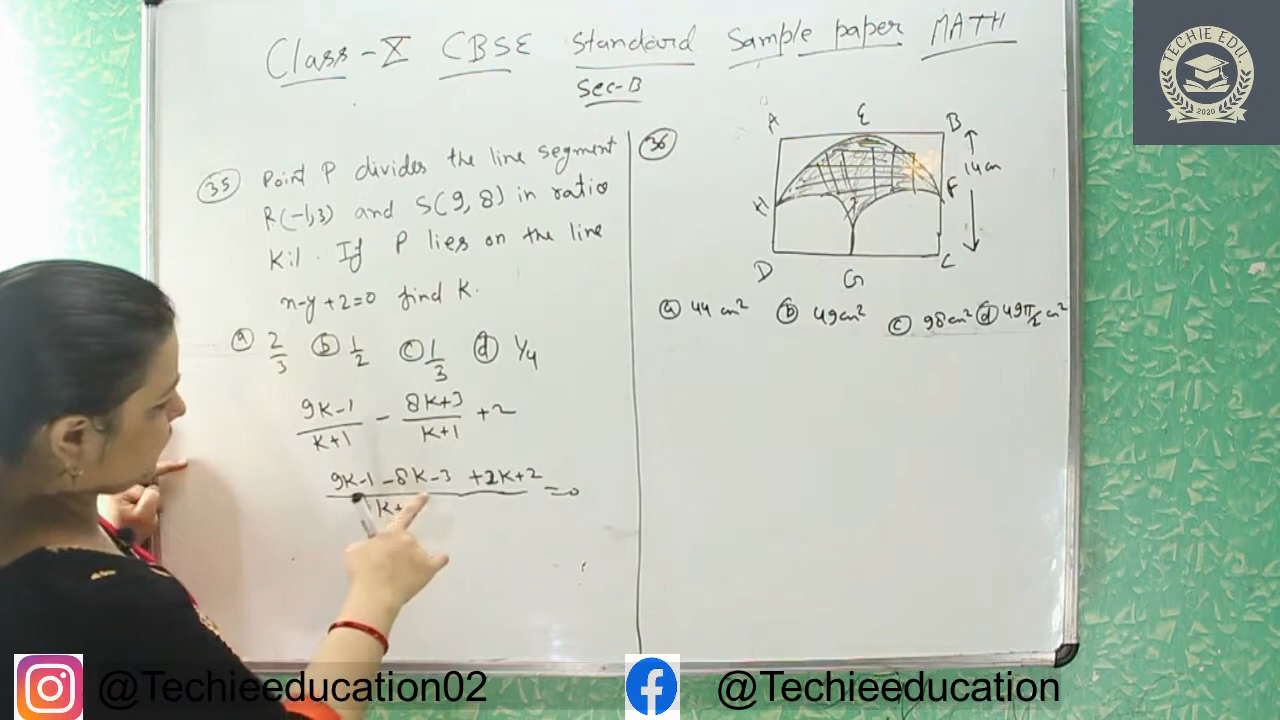 Class-X CBSE Standard Sample paper MATH
Sec-B
TECHIE EDU.
2020
35 Point P divides the line segment
R(-1,3) and S(9, 8) in ratio
K:1. If P lies on the line
x-y+2=0 find K.
a 2/3 b 1/2 c 1/3 d 1/4
9K-1/K+1 - 8K+3/K+1 +2
9K-1-8K-3+2K+2/K+ =0
36
A E B
14cm
H F
D G C
a 44 cm² b 49cm² c 98cm² d 49π/2 cm²
@Techieeducation02 @Techieeducation